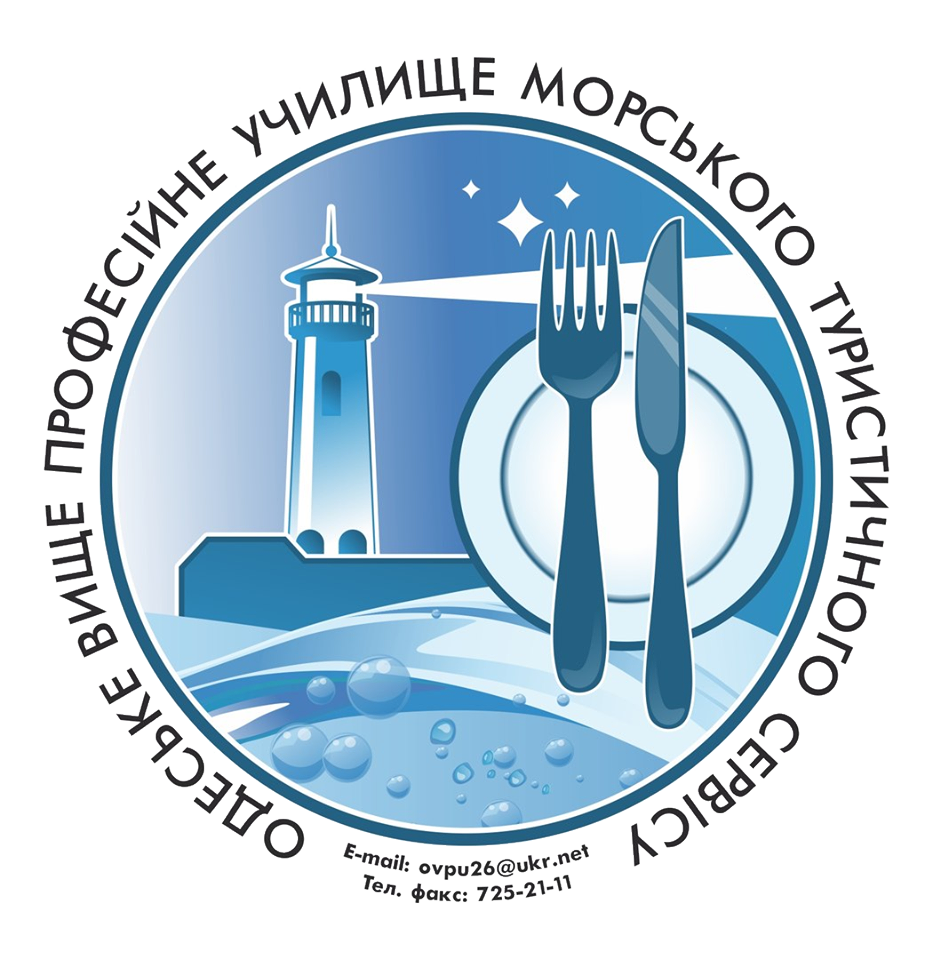 ОДЕСЬКЕ ВИЩЕ ПРОФЕСІЙНЕ УЧИЛИЩЕ МОРСЬКОГО ТУРИСТИЧНОГО СЕРВІСУ
E-mail: ovpu26@ukr.net
Тел. факс: 725-21-11